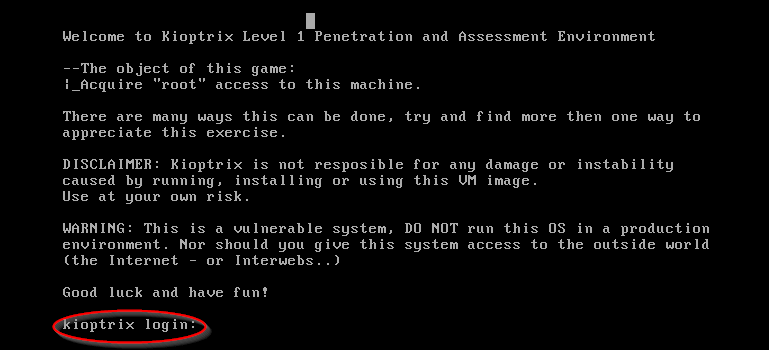 Welcome to Kioptrix Level 1 Penetration and Assessment Environment
--The object of this game:
|_Acquire "root" access to this machine.
There are many ways this can be done, try and find more then one way to
appreciate this exercise.
DISCLAIMER: Kioptrix is not resposible for any damage or instability
caused by running, installing or using this VM image.
Use at your own risk.
WARNING: This is a vulnerable system, DO NOT run this OS in a production
environment. Nor should you give this system access to the outside world
(the Internet - or Interwebs..)
Good luck and have fun!
kioptrix login: